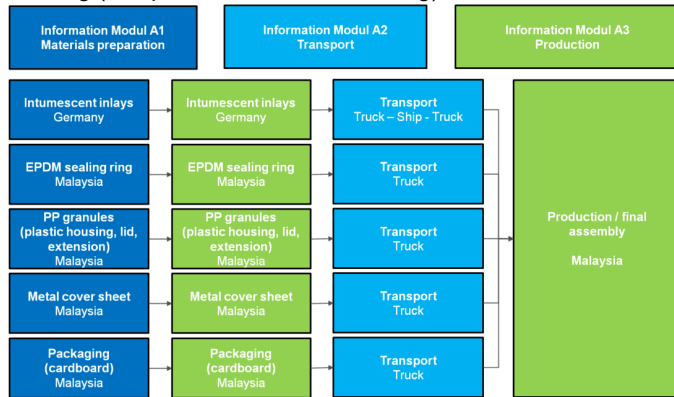 Information Modul A1
Materials preparation
Information Modul A2
Transport
Information Modul A3
Production
Intumescent inlays
Germany
Intumescent inlays
Germany
Transport
Truck – Ship - Truck
EPDM sealing ring
Malaysia
EPDM sealing ring
Malaysia
Transport
Truck
PP granules
(plastic housing, lid,
extension)
Malaysia
PP granules
(plastic housing, lid,
extension)
Malaysia
Transport
Truck
Metal cover sheet
Malaysia
Metal cover sheet
Malaysia
Transport
Truck
Packaging
(cardboard)
Malaysia
Packaging
(cardboard)
Malaysia
Transport
Truck
Production / final
assembly
Malaysia